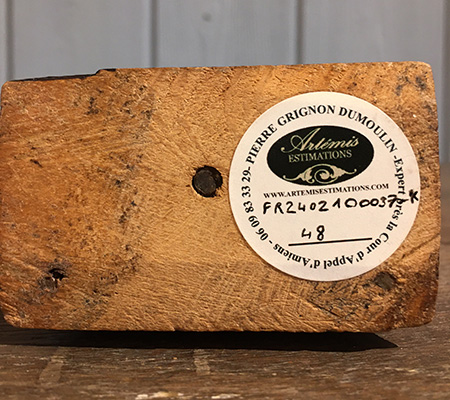 06 09 83 33 29- PIERRE GRIGNON DUMOULIN -Expert près la Cour d'Appel d'Amiens -
Artémis
ESTIMATIONS
WWW.ARTEMISESTIMATIONS.COM
FR2402100037-K
48